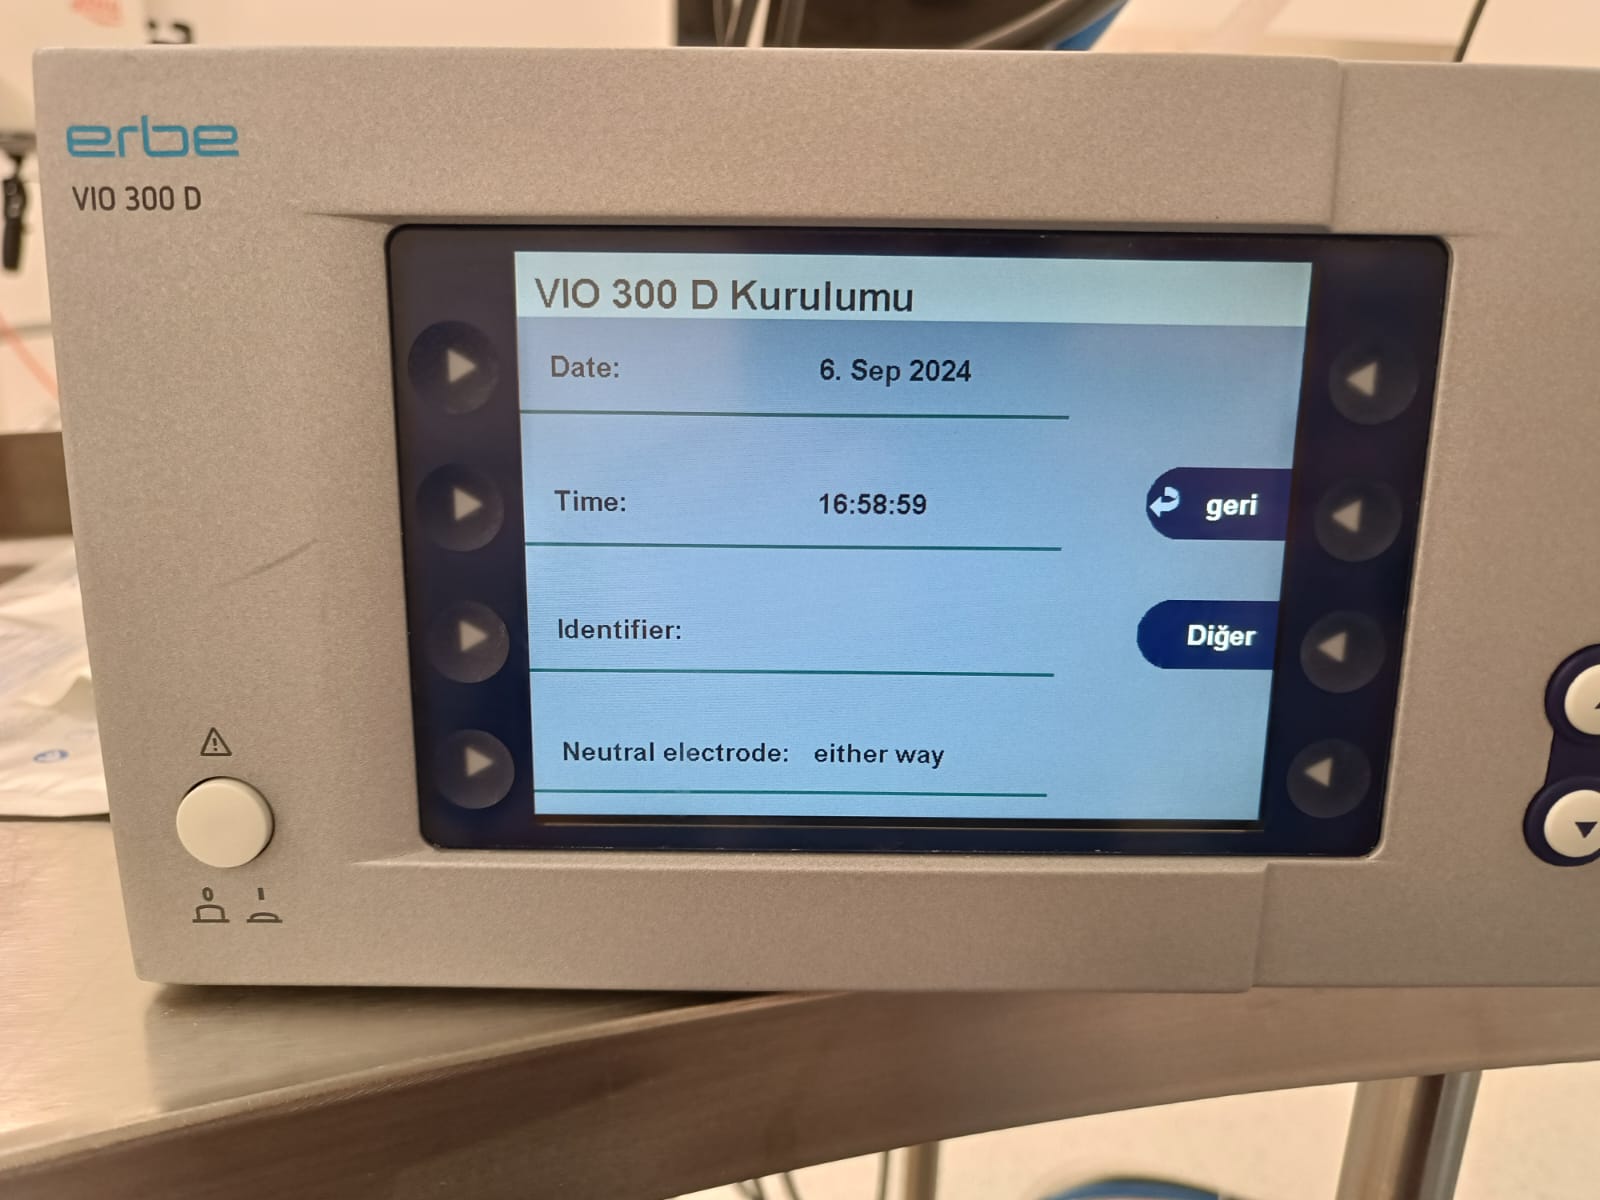 erbe
VIO 300 D
VIO 300 D Kurulumu
Date: 6. Sep 2024
Time: 16:58:59
geri
Identifier:
Diğer
Neutral electrode: either way
0 I